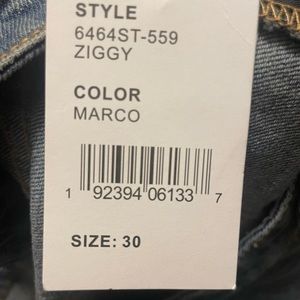 STYLE
6464ST-559
ZIGGY
COLOR
MARCO
1 92394 06133 7
SIZE: 30